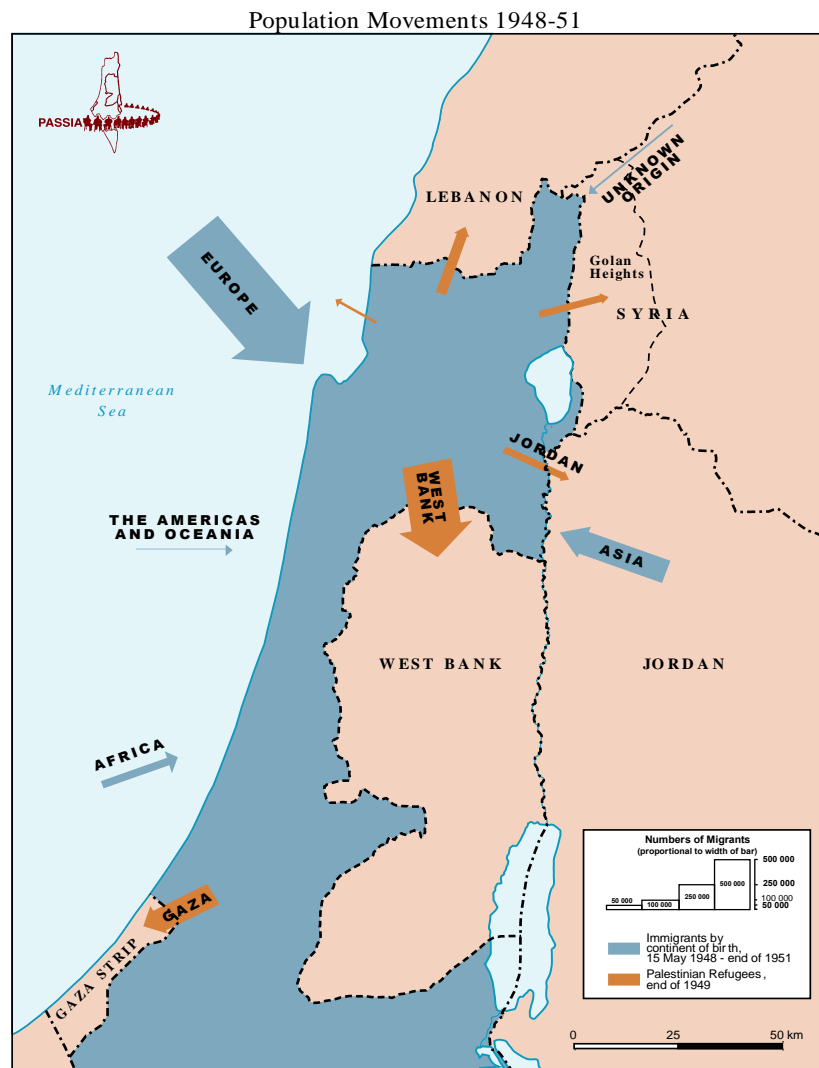 Population Movements 1948-51
PASSIA
UNKNOWN
ORIGIN
LEBANON
EUROPE
Golan
Heights
SYRIA
Mediterranean
Sea
JORDAN
WEST
BANK
THE AMERICAS
AND OCEANIA
ASIA
WEST BANK
JORDAN
AFRICA
GAZA
GAZA STRIP
Numbers of Migrants
(proportional to width of bar)
500 000
250 000
100 000
50 000
50 000
100 000
250 000
500 000
Immigrants by
continent of birth,
15 May 1948 - end of 1951
Palestinian Refugees,
end of 1949
0 25 50 km